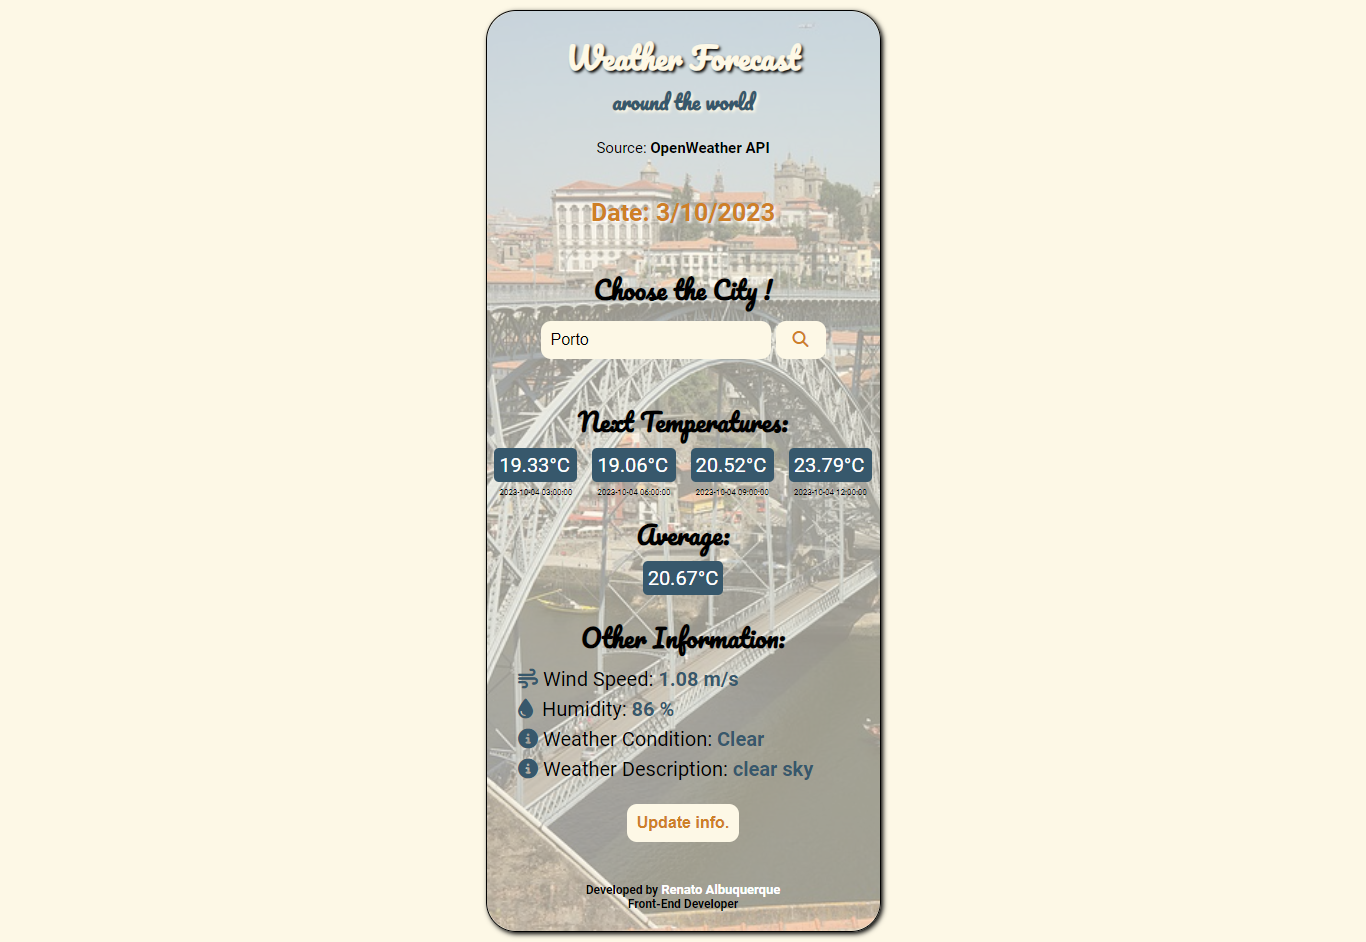 Weather Forecast
around the world
Source: OpenWeather API
Date: 3/10/2023
Choose the City !
Porto
Next Temperatures:
19.33°C 19.06°C 20.52°C 23.79°C
2023-10-04 03:00:00 2023-10-04 06:00:00 2023-10-04 09:00:00 2023-10-04 12:00:00
Average:
20.67°C
Other Information:
Wind Speed: 1.08 m/s
Humidity: 86 %
Weather Condition: Clear
Weather Description: clear sky
Update info.
Developed by Renato Albuquerque
Front-End Developer